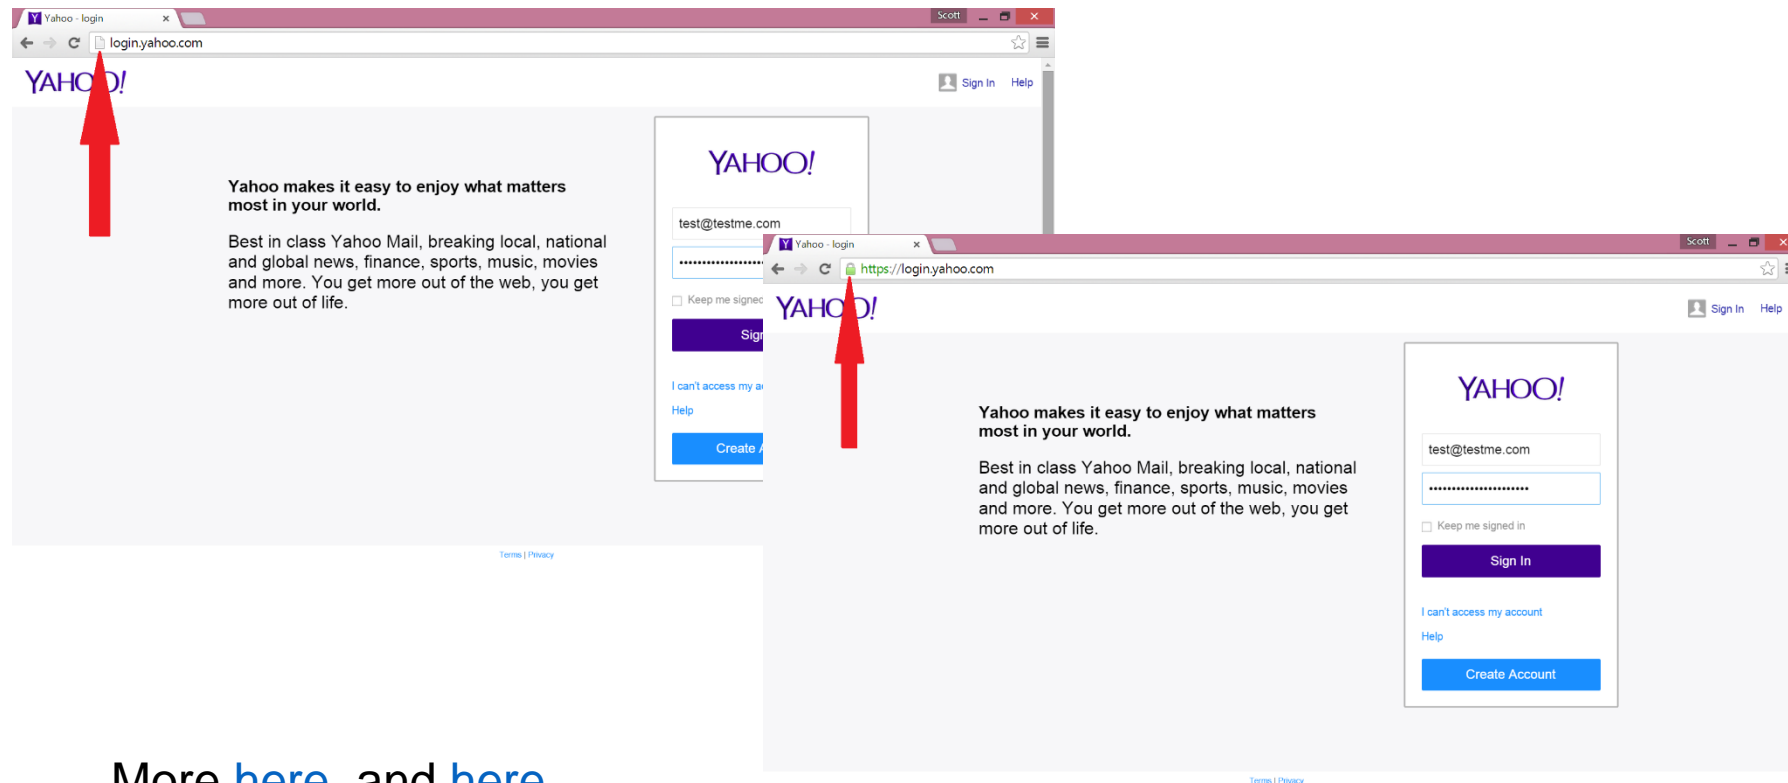 Yahoo - login
Scott
login.yahoo.com
YAHOO!
Sign In Help
YAHOO!
Yahoo makes it easy to enjoy what matters
most in your world.
test@testme.com
Best in class Yahoo Mail, breaking local, national
and global news, finance, sports, music, movies
and more. You get more out of the web, you get
more out of life.
Keep me signed
Sign
I can't access my a
Help
Create A
Terms | Privacy
Yahoo - login
Scott
https://login.yahoo.com
YAHOO!
Sign In Help
YAHOO!
Yahoo makes it easy to enjoy what matters
most in your world.
test@testme.com
Best in class Yahoo Mail, breaking local, national
and global news, finance, sports, music, movies
and more. You get more out of the web, you get
more out of life.
Keep me signed in
Sign In
I can't access my account
Help
Create Account
Terms | Privacy
More here, and here